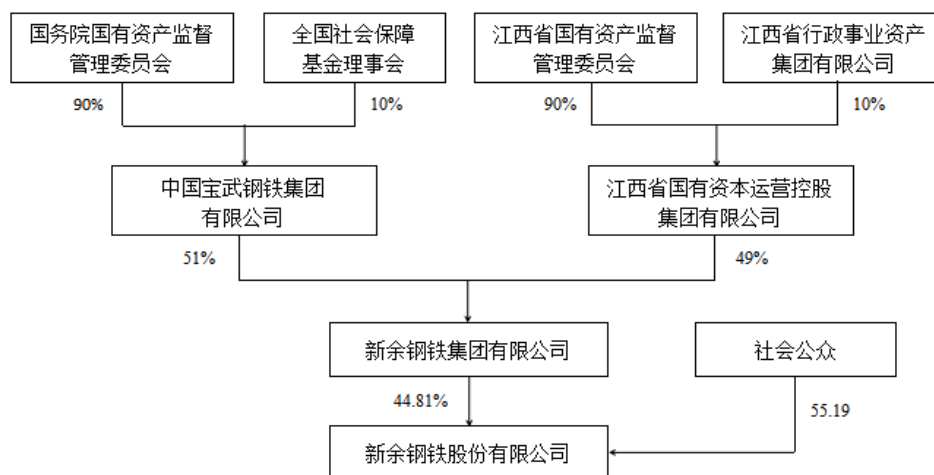 国务院国有资产监督
管理委员会
全国社会保障
基金理事会
江西省国有资产监督
管理委员会
江西省行政事业资产
集团有限公司
90%
10%
90%
10%
中国宝武钢铁集团
有限公司
江西省国有资本运营控股
集团有限公司
51%
49%
新余钢铁集团有限公司
社会公众
44.81%
55.19
新余钢铁股份有限公司